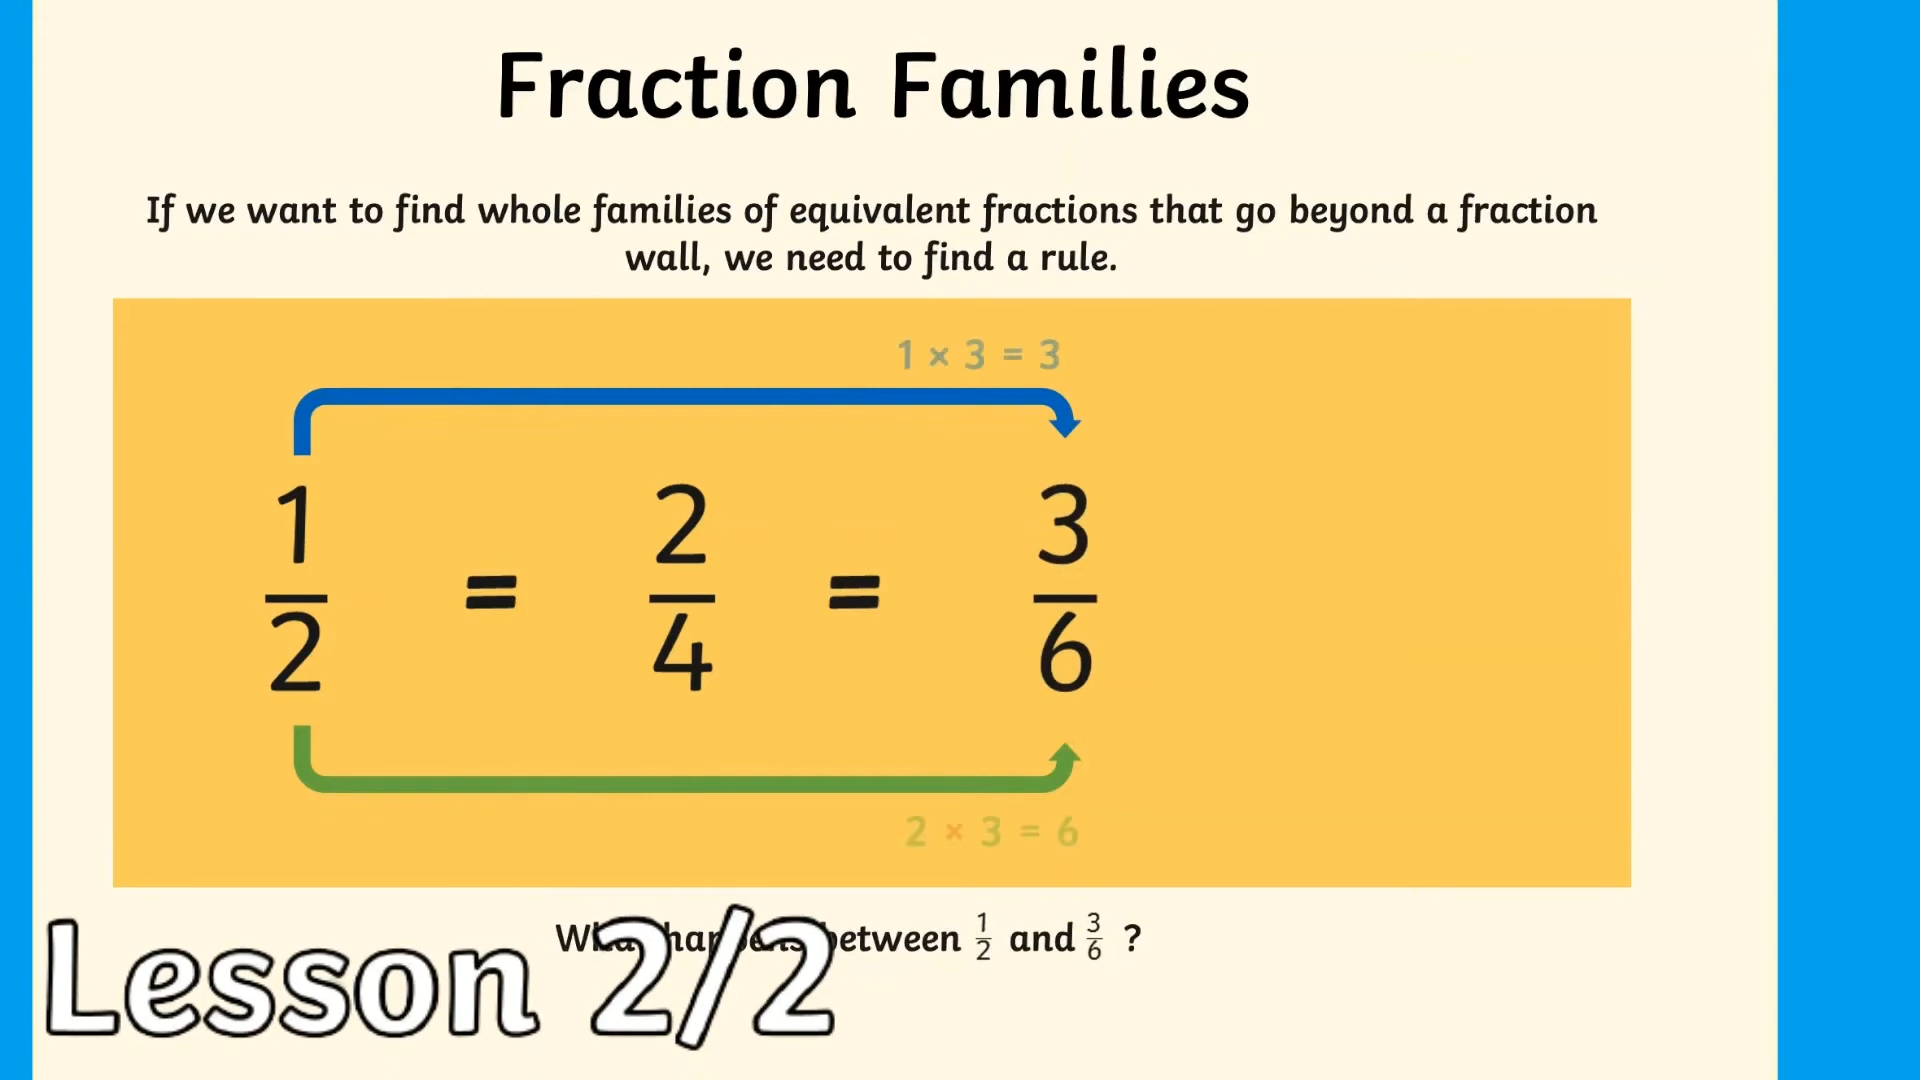 Fraction Families
If we want to find whole families of equivalent fractions that go beyond a fraction
wall, we need to find a rule.
1 × 3 = 3
1/2 = 2/4 = 3/6
2 × 3 = 6
What happens between 1/2 and 3/6 ?
Lesson 2/2